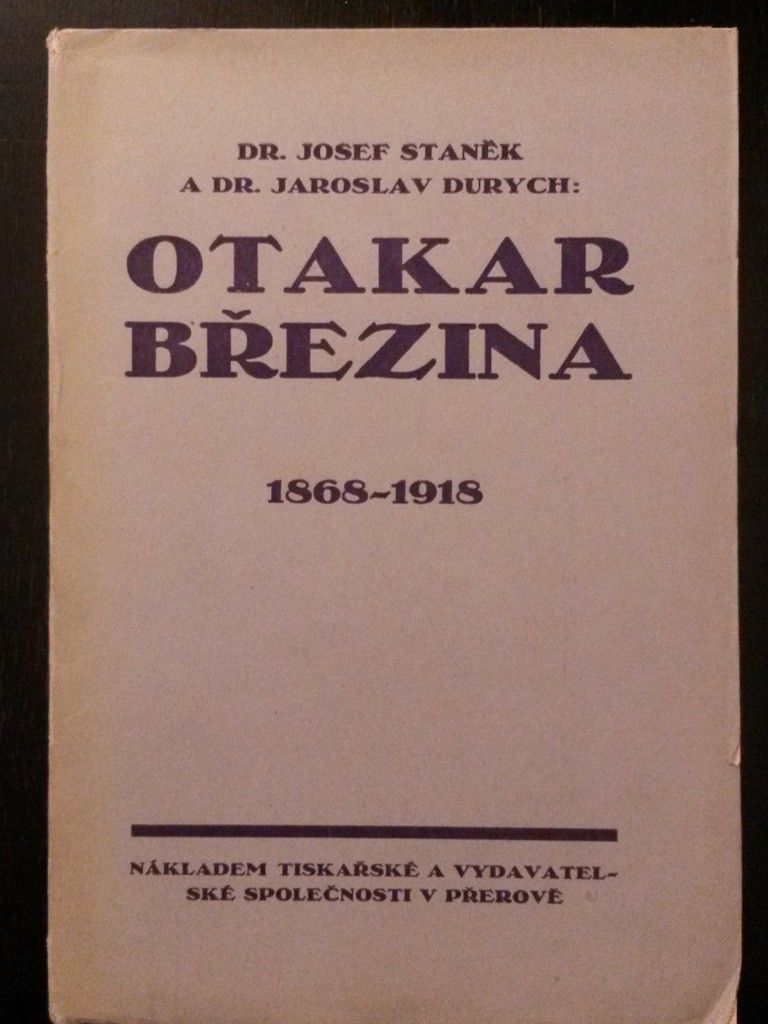 DR. JOSEF STANĚK
A DR. JAROSLAV DURYCH:
OTAKAR
BŘEZINA
1868-1918
NÁKLADEM TISKAŘSKÉ A VYDAVATEL-
SKÉ SPOLEČNOSTI V PŘEROVĚ